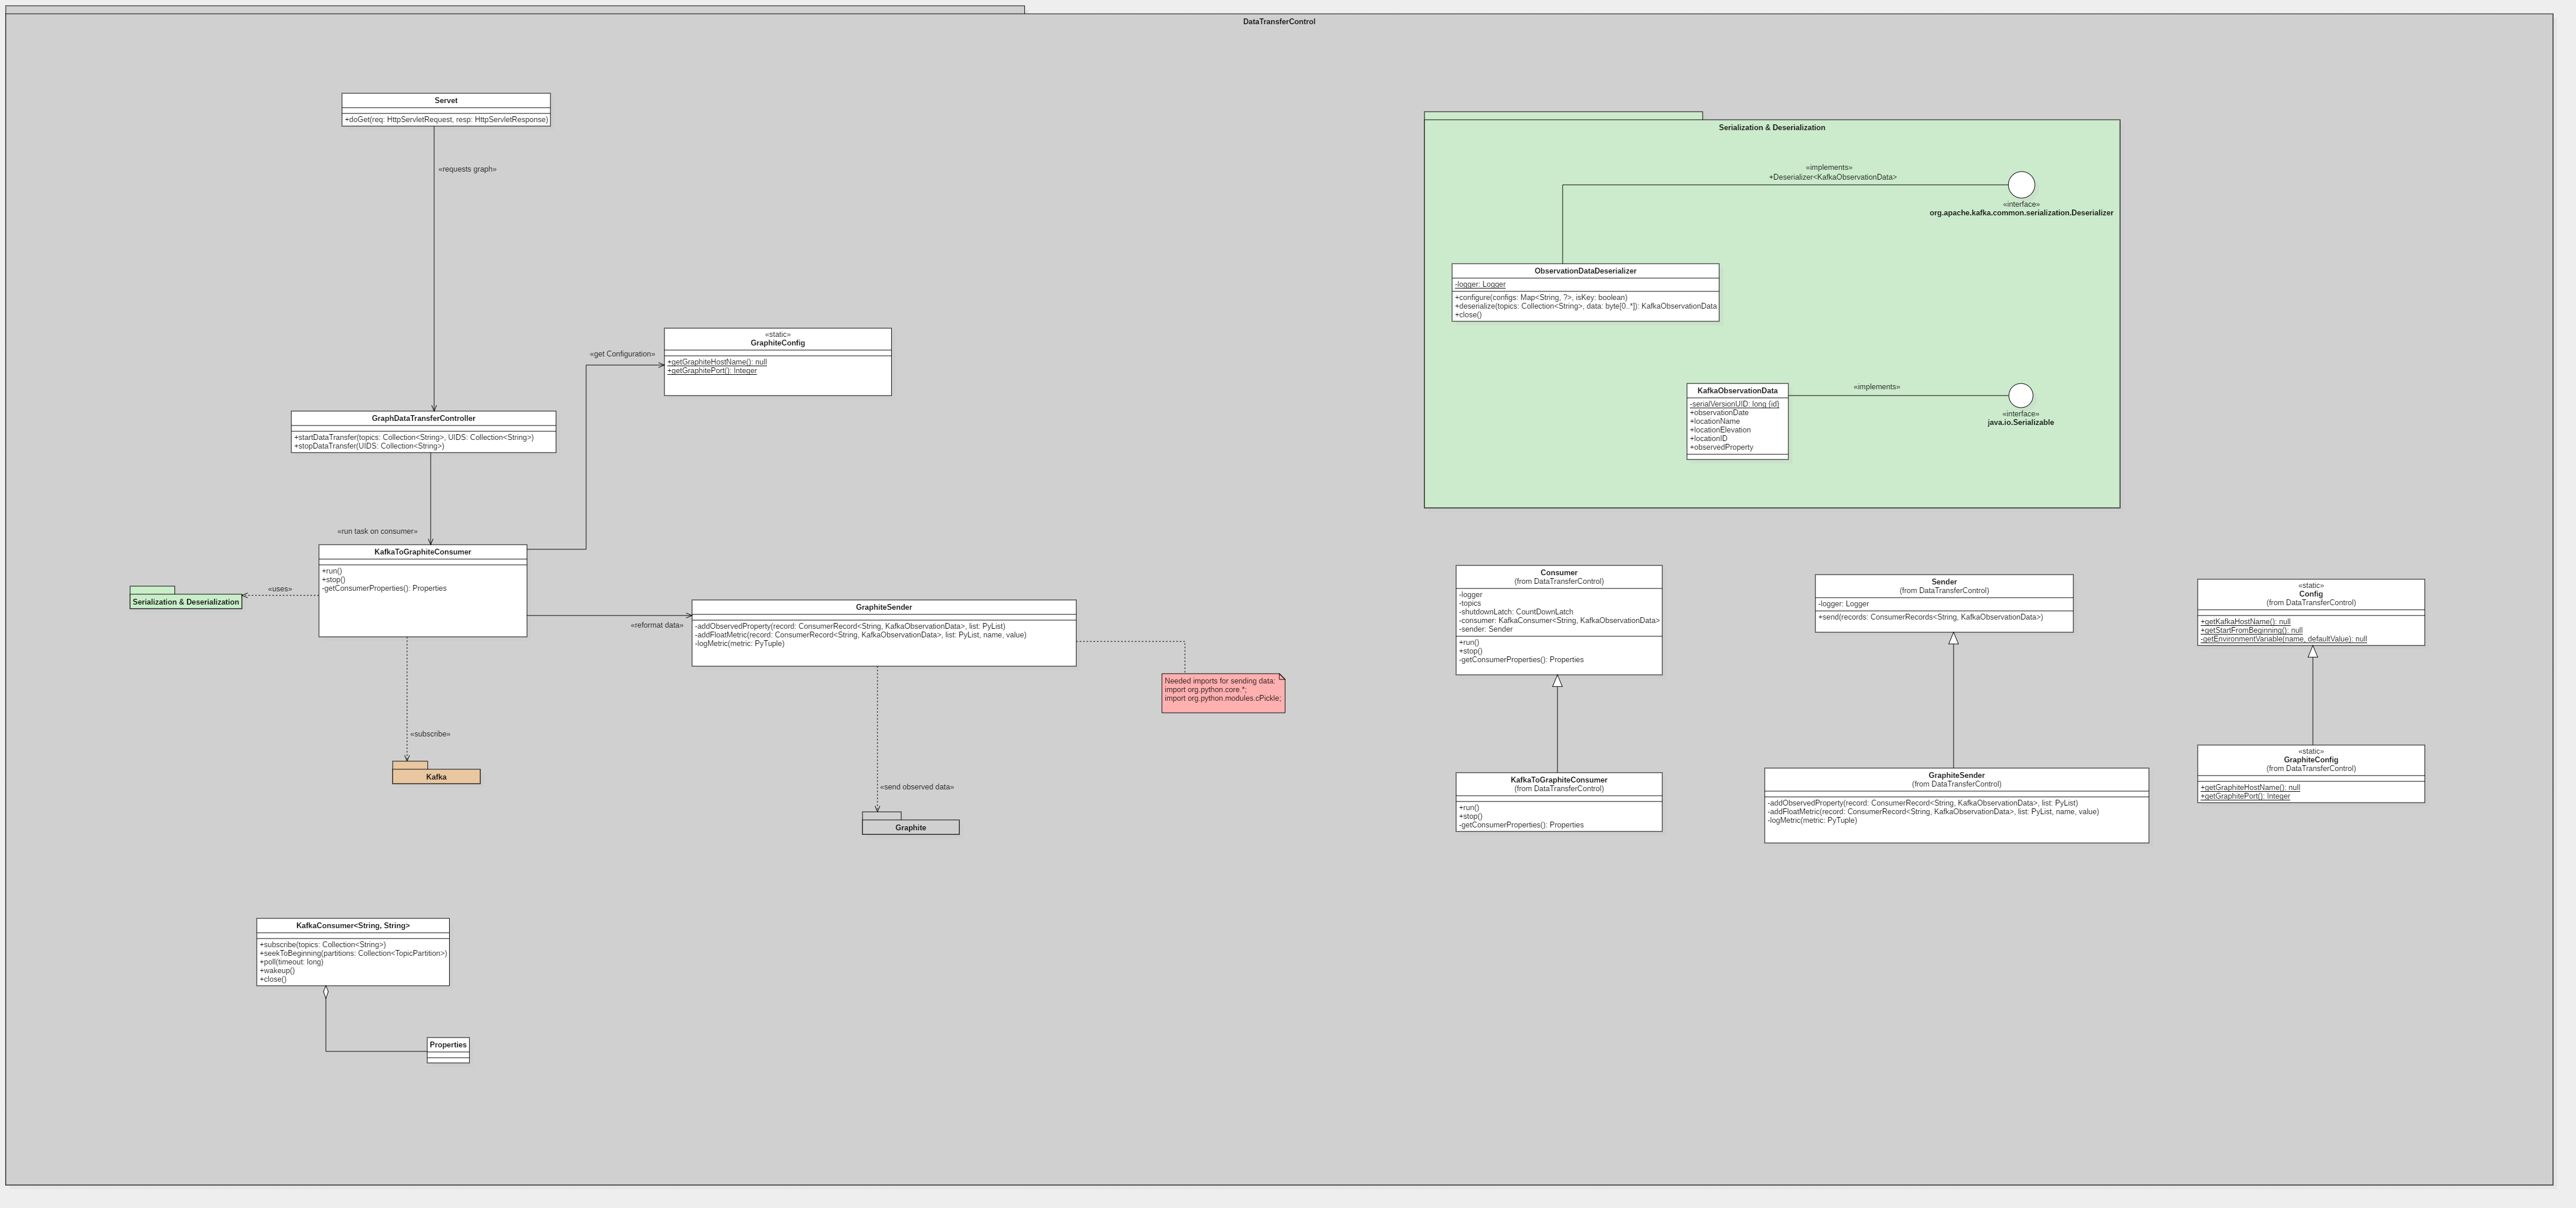 DataTransferControl
Servet
+doGet(req: HttpServletRequest, resp: HttpServletResponse)
«requests graph»
GraphDataTransferController
+startDataTransfer(topics: Collection<String>, UIDS: Collection<String>)
+stopDataTransfer(UIDS: Collection<String>)
«run task on consumer»
«get Configuration»
«static»
GraphiteConfig
+getGraphiteHostName(): null
+getGraphitePort(): Integer
KafkaToGraphiteConsumer
+run()
+stop()
-getConsumerProperties(): Properties
«uses»
Serialization & Deserialization
«reformat data»
GraphiteSender
-addObservedProperty(record: ConsumerRecord<String, KafkaObservationData>, list: PyList)
-addFloatMetric(record: ConsumerRecord<String, KafkaObservationData>, list: PyList, name, value)
-logMetric(metric: PyTuple)
Needed imports for sending data:
import org.python.core.*;
import org.python.modules.cPickle;
«subscribe»
Kafka
«send observed data»
Graphite
KafkaConsumer<String, String>
+subscribe(topics: Collection<String>)
+seekToBeginning(partitions: Collection<TopicPartition>)
+poll(timeout: long)
+wakeup()
+close()
Properties
Serialization & Deserialization
«implements»
+Deserializer<KafkaObservationData>
«interface»
org.apache.kafka.common.serialization.Deserializer
ObservationDataDeserializer
-logger: Logger
+configure(configs: Map<String, ?>, isKey: boolean)
+deserialize(topics: Collection<String>, data: byte[0..*]): KafkaObservationData
+close()
KafkaObservationData
-serialVersionUID: long {id}
+observationDate
+locationName
+locationElevation
+locationID
+observedProperty
«implements»
«interface»
java.io.Serializable
Consumer
(from DataTransferControl)
-logger
-topics
-shutdownLatch: CountDownLatch
-consumer: KafkaConsumer<String, KafkaObservationData>
-sender: Sender
+run()
+stop()
-getConsumerProperties(): Properties
KafkaToGraphiteConsumer
(from DataTransferControl)
+run()
+stop()
-getConsumerProperties(): Properties
Sender
(from DataTransferControl)
-logger: Logger
+send(records: ConsumerRecords<String, KafkaObservationData>)
GraphiteSender
(from DataTransferControl)
-addObservedProperty(record: ConsumerRecord<String, KafkaObservationData>, list: PyList)
-addFloatMetric(record: ConsumerRecord<String, KafkaObservationData>, list: PyList, name, value)
-logMetric(metric: PyTuple)
«static»
Config
(from DataTransferControl)
+getKafkaHostName(): null
+getStartFromBeginning(): null
-getEnvironmentVariable(name, defaultValue): null
«static»
GraphiteConfig
(from DataTransferControl)
+getGraphiteHostName(): null
+getGraphitePort(): Integer